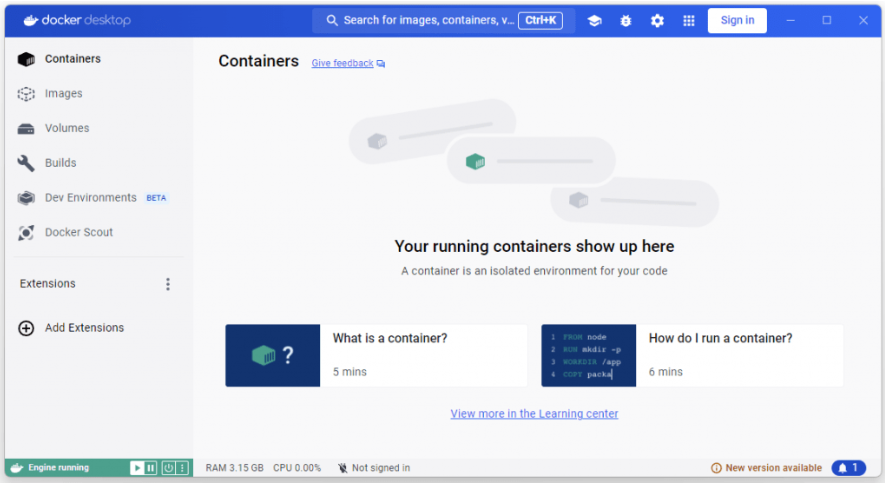 docker desktop
Search for images, containers, v... Ctrl+K
Sign in
Containers
Images
Volumes
Builds
Dev Environments BETA
Docker Scout
Extensions
Add Extensions
Containers Give feedback
Your running containers show up here
A container is an isolated environment for your code
?
What is a container?
5 mins
1 FROM node
2 RUN mkdir -p
3 WORKDIR /app
4 COPY packa
How do I run a container?
6 mins
View more in the Learning center
Engine running
RAM 3.15 GB CPU 0.00% Not signed in
New version available 1